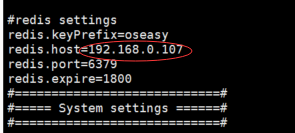 #redis settings
redis.keyPrefix=oseasy
redis.host=192.168.0.107
redis.port=6379
redis.expire=1800
#===========================#
#===== System settings ======#
#===========================#